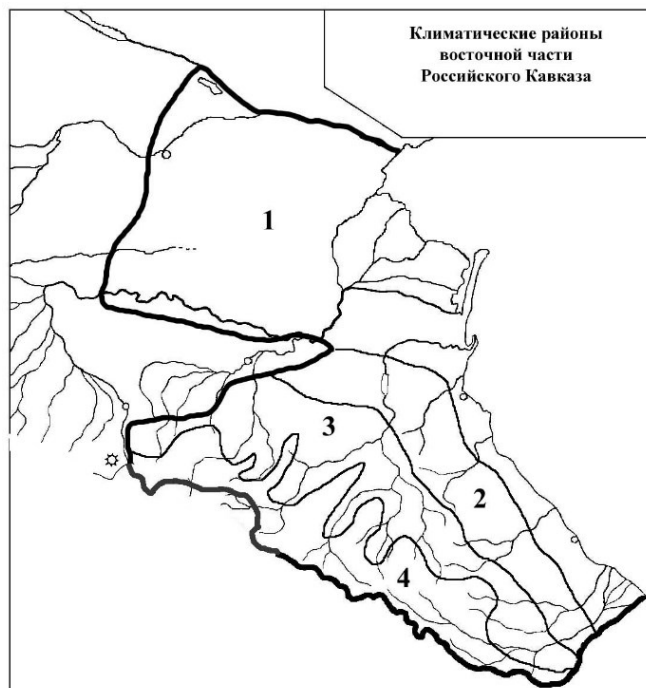 Климатические районы
восточной части
Российского Кавказа
1
3
2
4